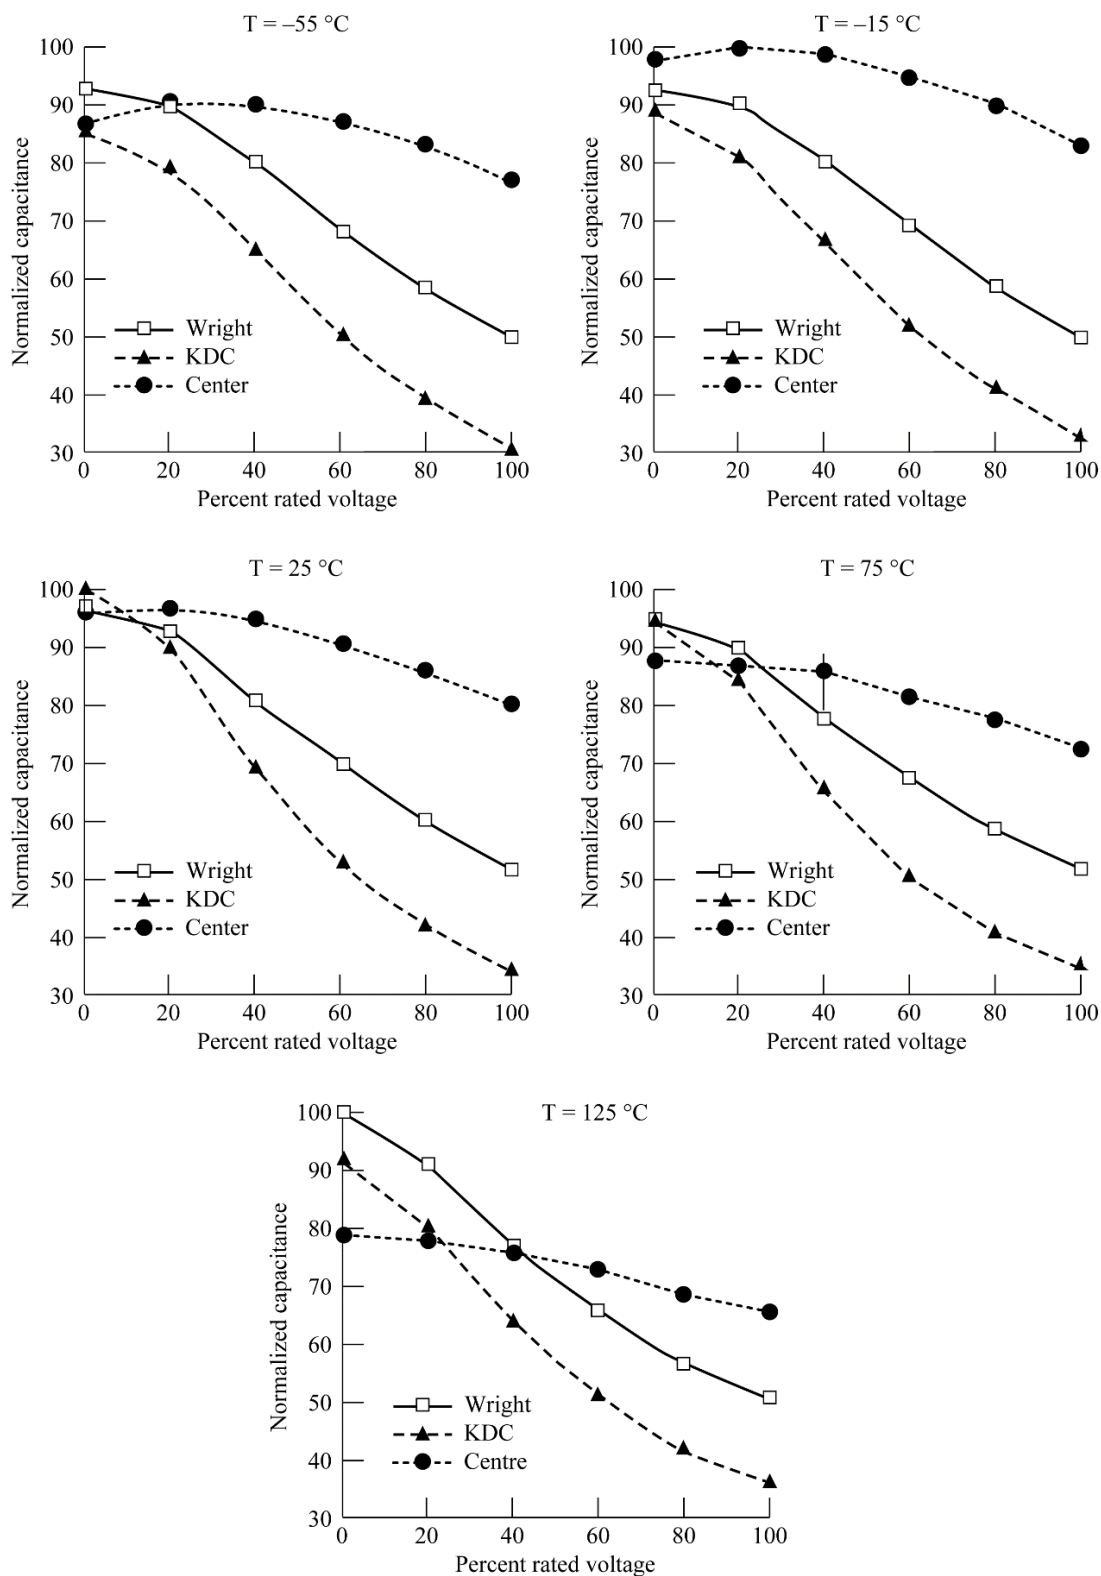 T = –55 °C
100
90
80
70
60
50
40
30
Normalized capacitance
Wright
KDC
Center
0 20 40 60 80 100
Percent rated voltage
T = –15 °C
100
90
80
70
60
50
40
30
Normalized capacitance
Wright
KDC
Center
0 20 40 60 80 100
Percent rated voltage
T = 25 °C
100
90
80
70
60
50
40
30
Normalized capacitance
Wright
KDC
Center
0 20 40 60 80 100
Percent rated voltage
T = 75 °C
100
90
80
70
60
50
40
30
Normalized capacitance
Wright
KDC
Center
0 20 40 60 80 100
Percent rated voltage
T = 125 °C
100
90
80
70
60
50
40
30
Normalized capacitance
Wright
KDC
Centre
0 20 40 60 80 100
Percent rated voltage